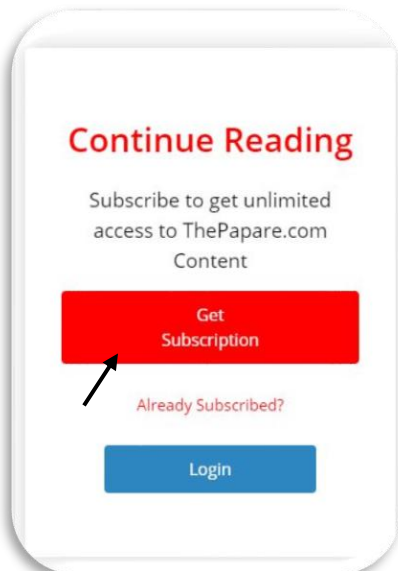 Continue Reading
Subscribe to get unlimited
access to ThePapare.com
Content
Get
Subscription
Already Subscribed?
Login